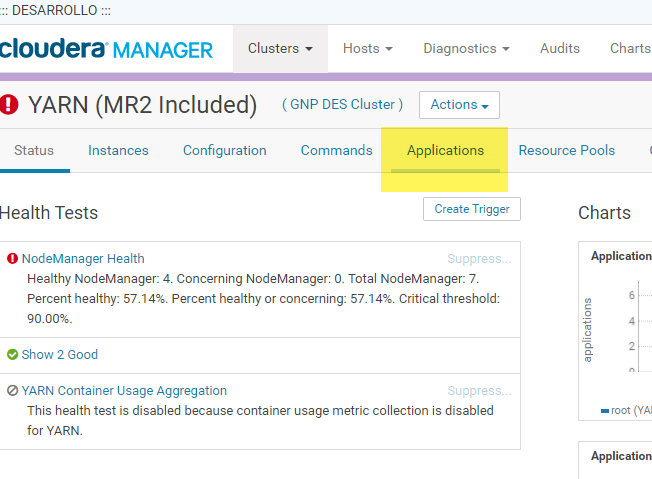 ::: DESARROLLO :::
cloudera MANAGER Clusters Hosts Diagnostics Audits Charts
YARN (MR2 Included) ( GNP DES Cluster ) Actions
Status Instances Configuration Commands Applications Resource Pools
Health Tests Create Trigger Charts
NodeManager Health Suppress...
Healthy NodeManager: 4. Concerning NodeManager: 0. Total NodeManager: 7.
Percent healthy: 57.14%. Percent healthy or concerning: 57.14%. Critical threshold:
90.00%.
Show 2 Good
YARN Container Usage Aggregation Suppress...
This health test is disabled because container usage metric collection is disabled
for YARN.
Application
applications
6
4
2
0
root (YA
Application